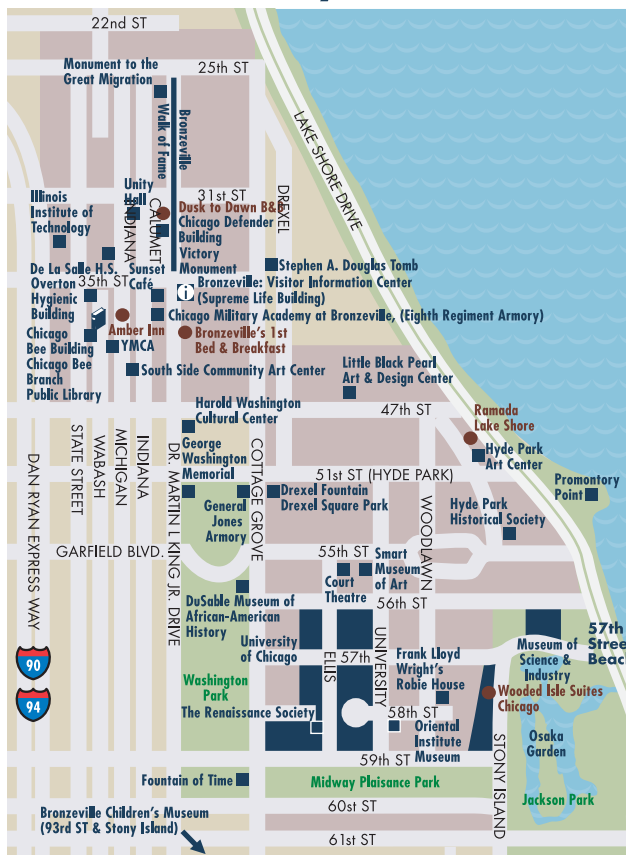 22nd ST
Monument to the
Great Migration
25th ST
Bronzeville
Walk of Fame
LAKE SHORE DRIVE
Illinois
Institute of
Technology
Unity
Hall
31st ST
DREXEL
INDIANA
CALUMET
Dusk to Dawn B&B
Chicago Defender
Building
Victory
Monument
De La Salle H.S.
35th ST
Overton
Hygienic
Building
Sunset
Café
Stephen A. Douglas Tomb
i
Bronzeville: Visitor Information Center
(Supreme Life Building)
Chicago Military Academy at Bronzeville, (Eighth Regiment Armory)
Amber Inn
Bronzeville's 1st
Bed & Breakfast
Chicago
Bee Building
Chicago Bee
Branch
Public Library
YMCA
South Side Community Art Center
Little Black Pearl
Art & Design Center
Harold Washington
Cultural Center
47th ST
Ramada
Lake Shore
Hyde Park
Art Center
DAN RYAN EXPRESS WAY
STATE STREET
WABASH
MICHIGAN
INDIANA
DR. MARTIN L KING JR. DRIVE
George
Washington
Memorial
COTTAGE GROVE
51st ST (HYDE PARK)
WOODLAWN
Promontory
Point
General
Jones
Armory
Drexel Fountain
Drexel Square Park
Hyde Park
Historical Society
GARFIELD BLVD.
55th ST
Smart
Museum
of Art
Court
Theatre
56th ST
DuSable Museum of
African-American
History
University
of Chicago
57th
ELLIS
UNIVERSITY
Frank Lloyd
Wright's
Robie House
Museum of
Science &
Industry
57th
Street
Beach
90
94
Washington
Park
Wooded Isle Suites
Chicago
The Renaissance Society
58th ST
Oriental
Institute
Museum
STONY ISLAND
Osaka
Garden
59th ST
Fountain of Time
Midway Plaisance Park
Jackson Park
60th ST
Bronzeville Children's Museum
(93rd ST & Stony Island)
61th ST